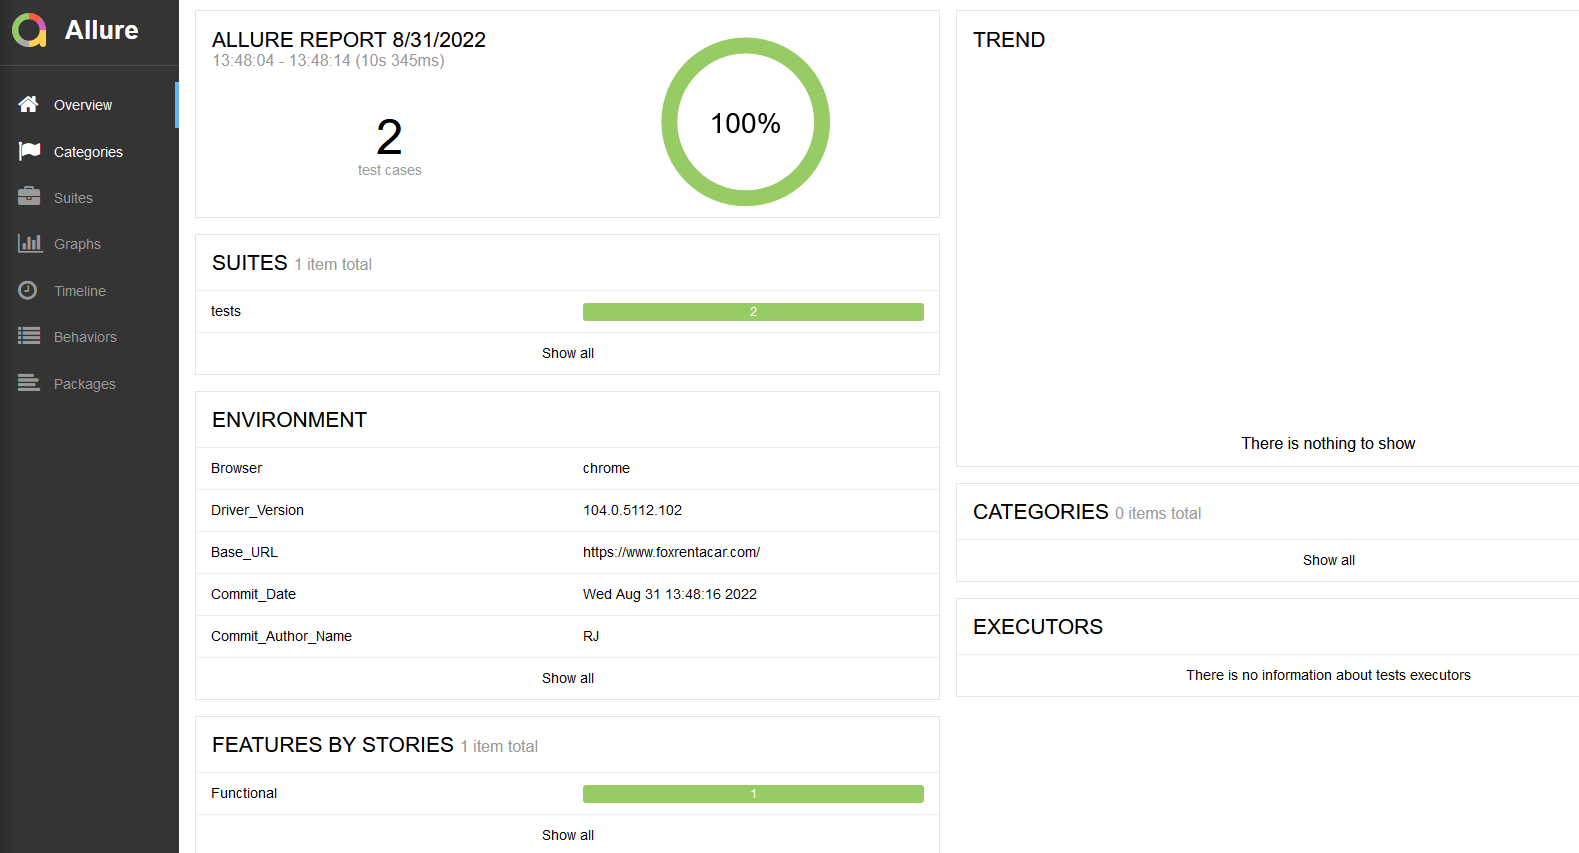 Allure
Overview
Categories
Suites
Graphs
Timeline
Behaviors
Packages
ALLURE REPORT 8/31/2022
13:48:04 - 13:48:14 (10s 345ms)
2
test cases
100%
SUITES 1 item total
tests 2
Show all
ENVIRONMENT
Browser chrome
Driver_Version 104.0.5112.102
Base_URL https://www.foxrentacar.com/
Commit_Date Wed Aug 31 13:48:16 2022
Commit_Author_Name RJ
Show all
FEATURES BY STORIES 1 item total
Functional 1
Show all
TREND
There is nothing to show
CATEGORIES 0 items total
Show all
EXECUTORS
There is no information about tests executors